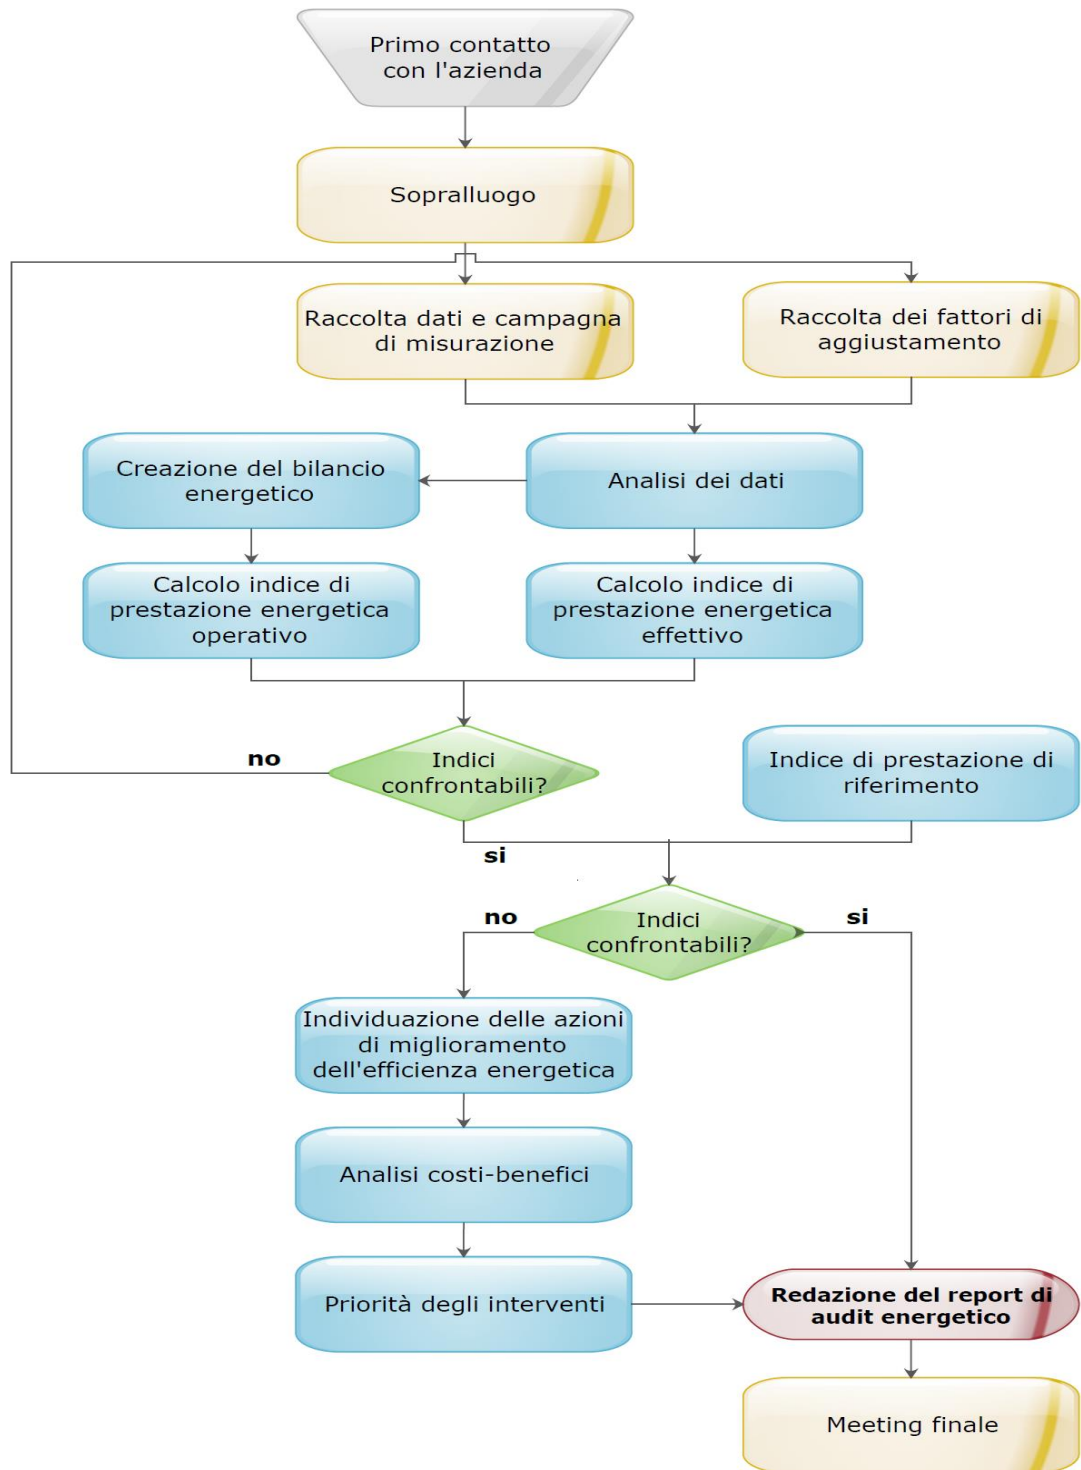 Primo contatto
con l'azienda
Sopralluogo
Raccolta dati e campagna
di misurazione
Raccolta dei fattori di
aggiustamento
Creazione del bilancio
energetico
Analisi dei dati
Calcolo indice di
prestazione energetica
operativo
Calcolo indice di
prestazione energetica
effettivo
no
Indici
confrontabili?
Indice di prestazione di
riferimento
si
no
Indici
confrontabili?
si
Individuazione delle azioni
di miglioramento
dell'efficienza energetica
Analisi costi-benefici
Priorità degli interventi
Redazione del report di
audit energetico
Meeting finale